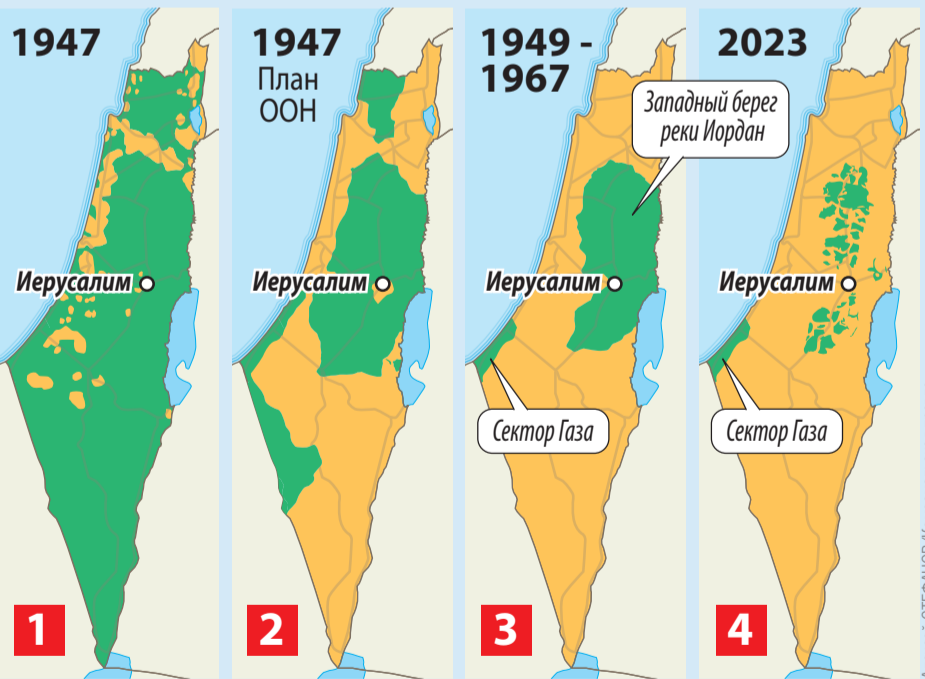 1947
Иерусалим
1
1947
План
ООН
Иерусалим
2
1949 -
1967
Западный берег
реки Иордан
Иерусалим
Сектор Газа
3
2023
Иерусалим
Сектор Газа
4